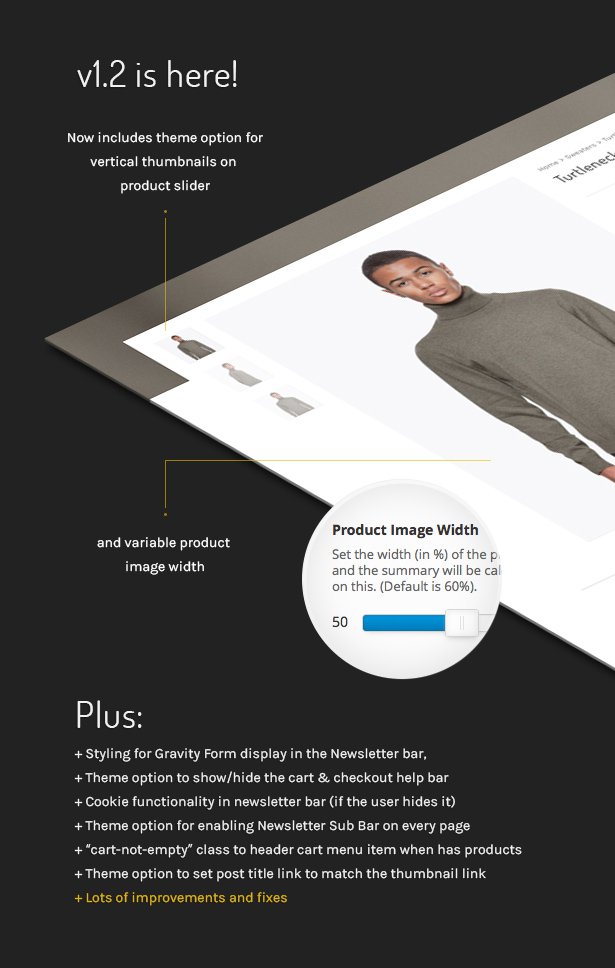 v1.2 is here!
Now includes theme option for
vertical thumbnails on
product slider
Home > Sweaters >
Turtleneck
and variable product
image width
Product Image Width
Set the width (in %) of the p
and the summary will be cal
on this. (Default is 60%).
50
Plus:
+ Styling for Gravity Form display in the Newsletter bar,
+ Theme option to show/hide the cart & checkout help bar
+ Cookie functionality in newsletter bar (if the user hides it)
+ Theme option for enabling Newsletter Sub Bar on every page
+ “cart-not-empty” class to header cart menu item when has products
+ Theme option to set post title link to match the thumbnail link
+ Lots of improvements and fixes